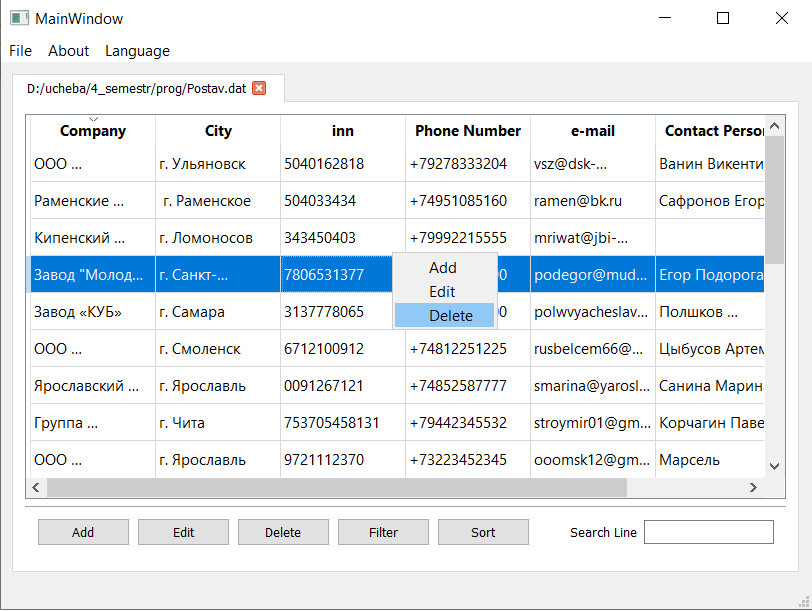 MainWindow
File About Language
D:/ucheba/4_semestr/prog/Postav.dat
Company City inn Phone Number e-mail Contact Person
ООО ... г. Ульяновск 5040162818 +79278333204 vsz@dsk-... Ванин Викенти
Раменские ... г. Раменское 504033434 +74951085160 ramen@bk.ru Сафронов Егор
Кипенский ... г. Ломоносов 343450403 +79992215555 mriwat@jbi-...
Завод "Молод... г. Санкт-... 7806531377 0 podegor@mud... Егор Подорога
Завод «КУБ» г. Самара 3137778065 0 polwvyacheslav... Полшков ...
Add
Edit
Delete
ООО ... г. Смоленск 6712100912 +74812251225 rusbelcem66@... Цыбусов Артем
Ярославский ... г. Ярославль 0091267121 +74852587777 smarina@yarosl... Санина Марин
Группа ... г. Чита 753705458131 +79442345532 stroymir01@gm... Корчагин Паве
ООО ... г. Ярославль 9721112370 +73223452345 ooomsk12@gm... Марсель
Add Edit Delete Filter Sort Search Line